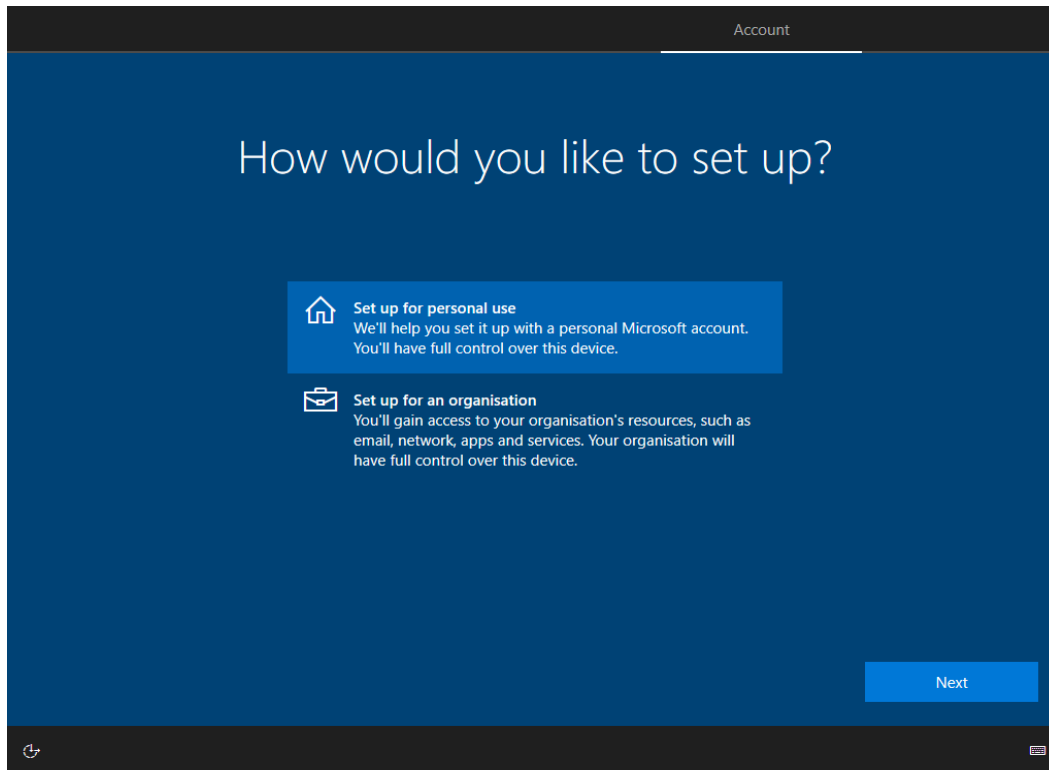 Account
How would you like to set up?
Set up for personal use
We'll help you set it up with a personal Microsoft account.
You'll have full control over this device.
Set up for an organisation
You'll gain access to your organisation's resources, such as
email, network, apps and services. Your organisation will
have full control over this device.
Next